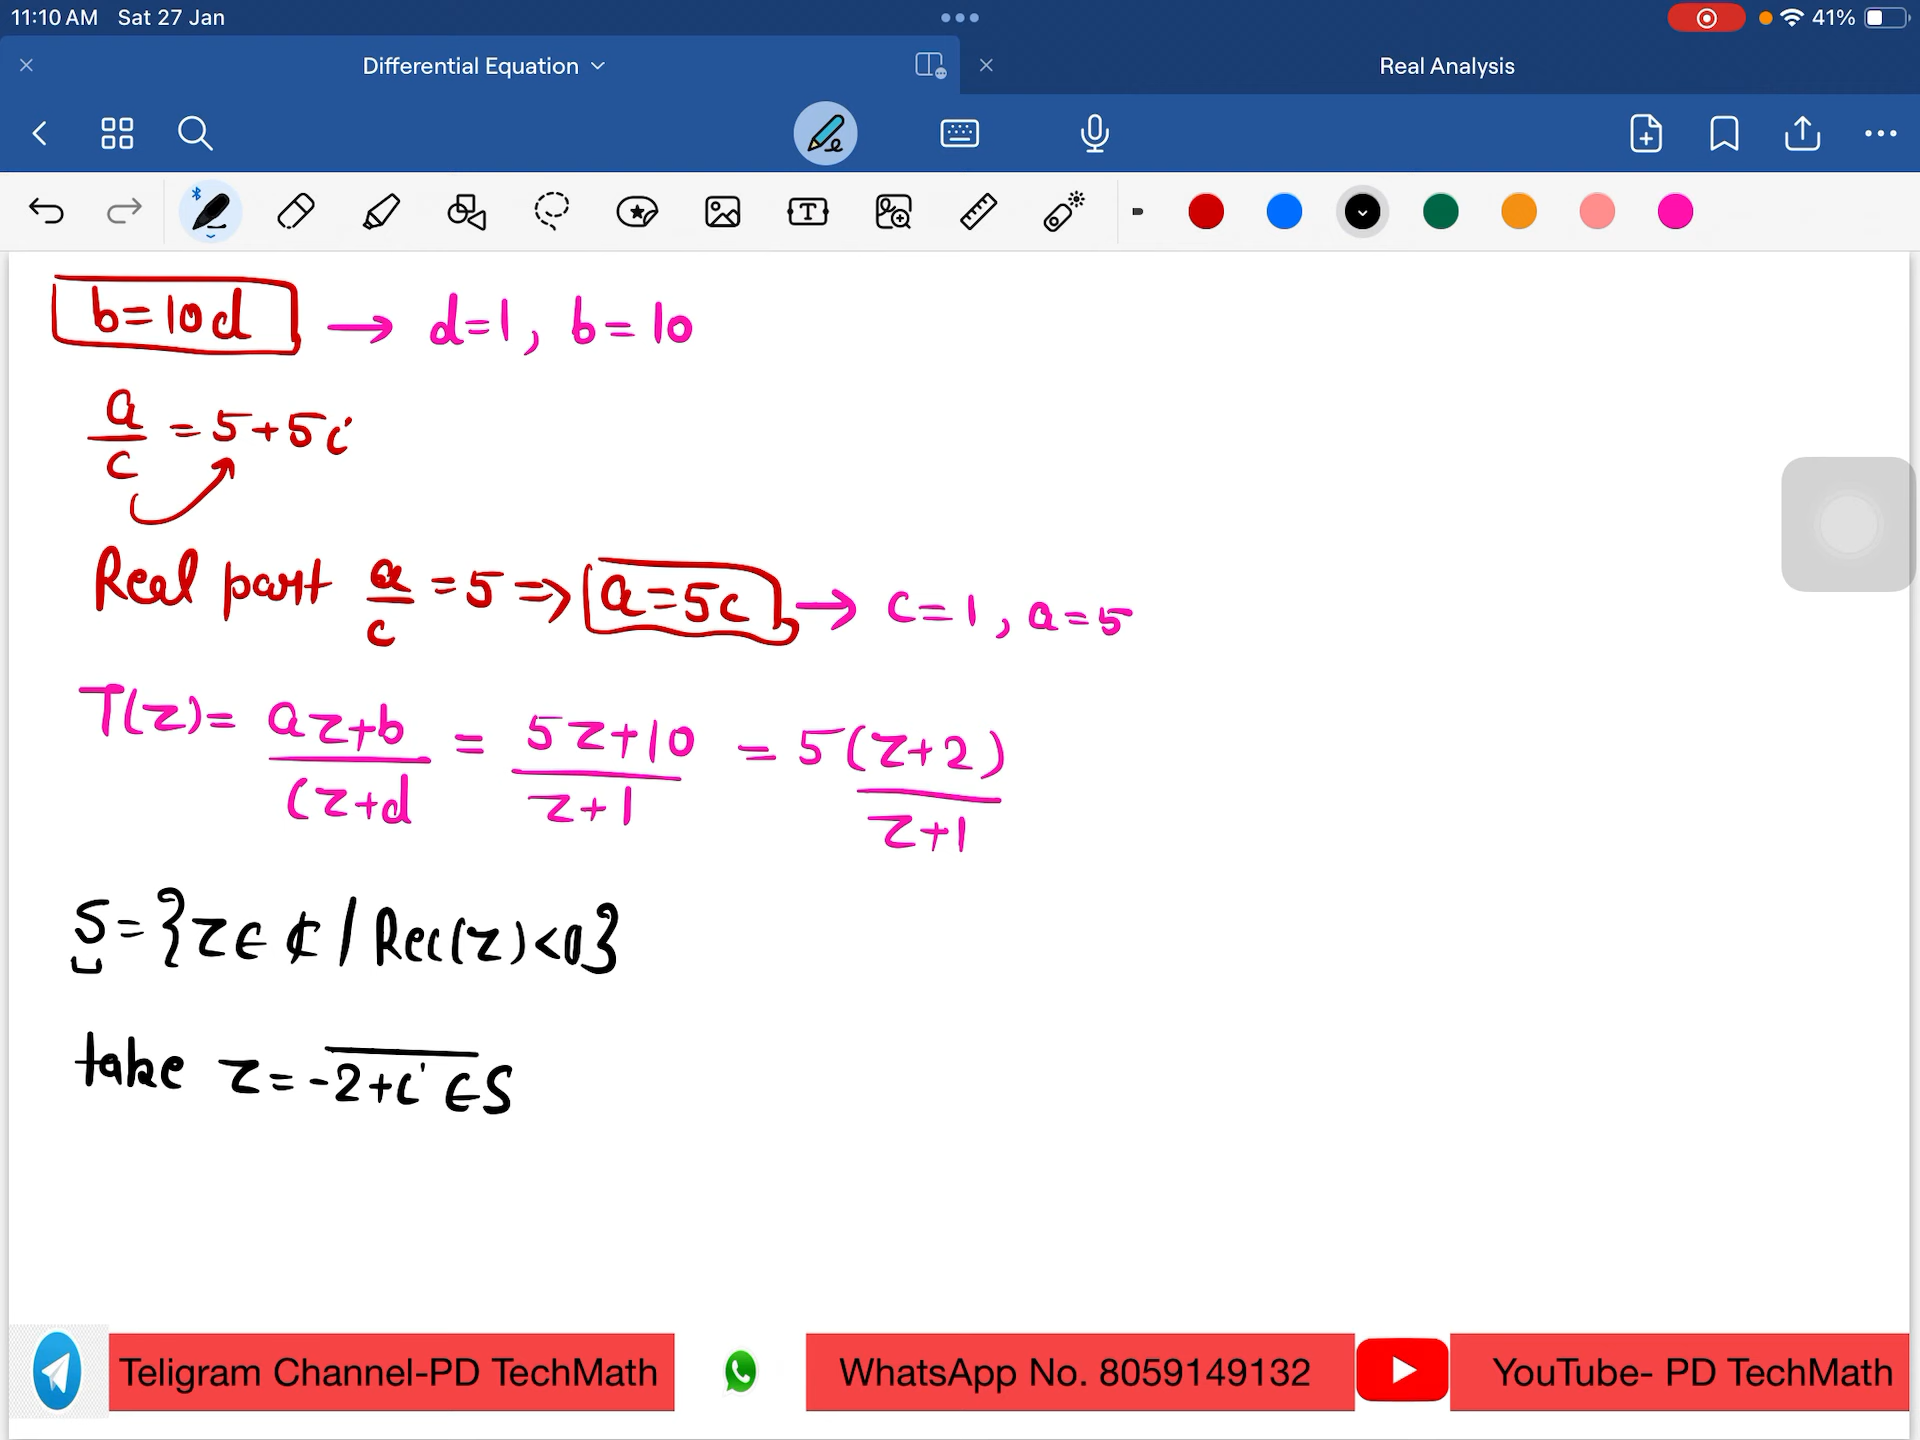 11:10 AM Sat 27 Jan 41%
Differential Equation Real Analysis
b=10d → d=1, b=10
a/c = 5+5i
Real part a/c = 5 ⇒ a=5c → c=1, a=5
T(z)= az+b/cz+d = 5z+10/z+1 = 5(z+2)/z+1
S={z∈ ₵ / Rec(z)<0}
take z= -2+i ∈S
Teligram Channel-PD TechMath WhatsApp No. 8059149132 YouTube- PD TechMath